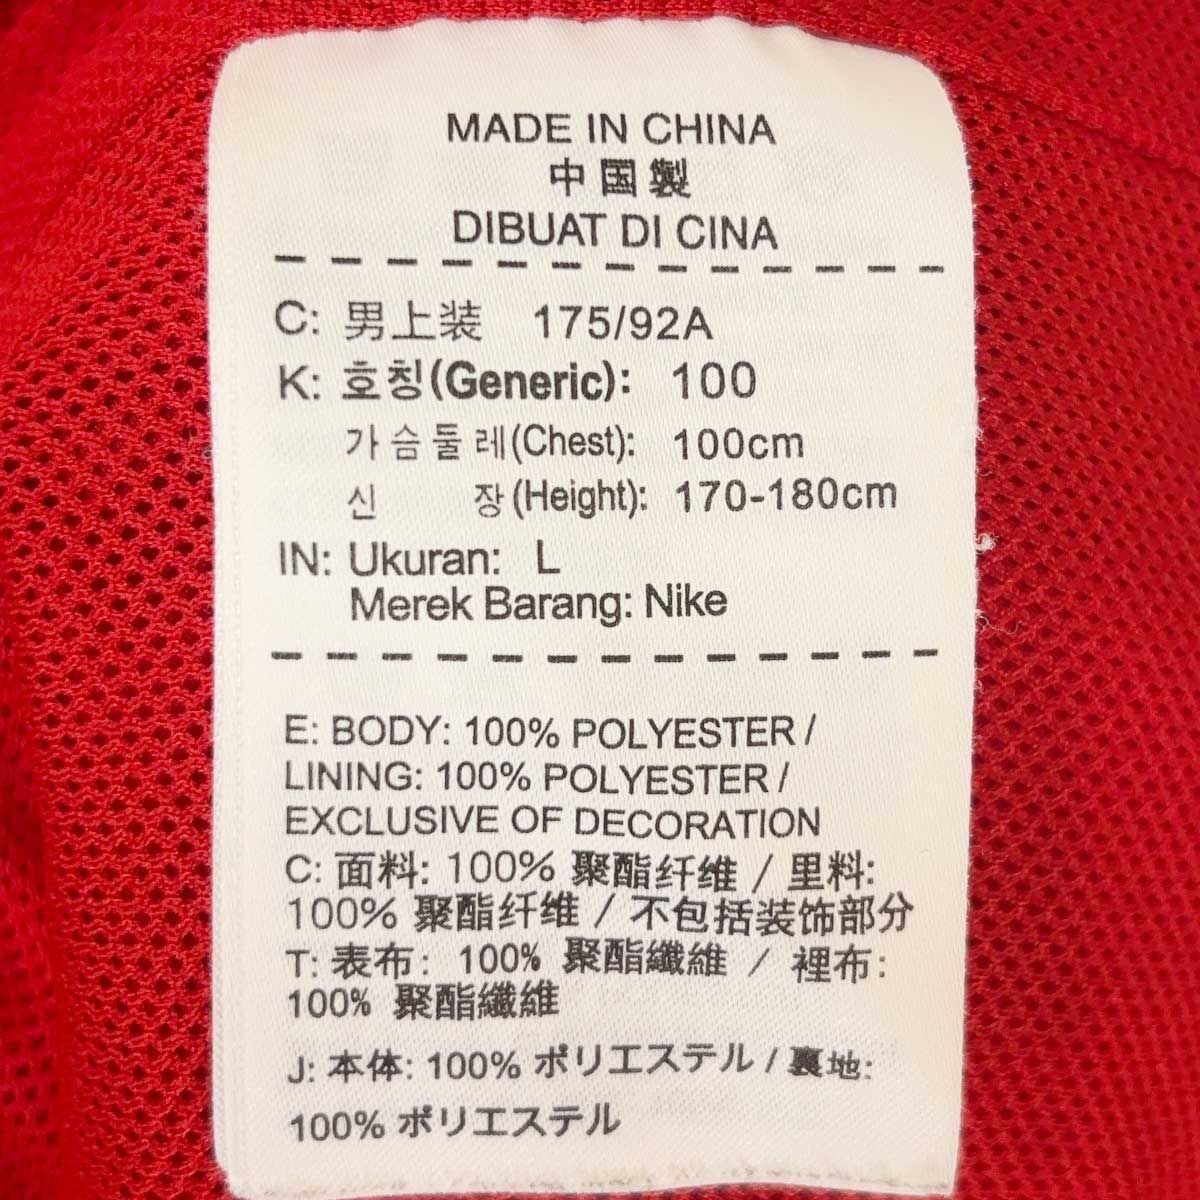 MADE IN CHINA
中国製
DIBUAT DI CINA
C: 男上装 175/92A
K: 호칭(Generic): 100
가슴둘레(Chest): 100cm
신 장(Height): 170-180cm
IN: Ukuran: L
Merek Barang: Nike
E: BODY: 100% POLYESTER /
LINING: 100% POLYESTER /
EXCLUSIVE OF DECORATION
C: 面料: 100% 聚酯纤维 / 里料:
100% 聚酯纤维 / 不包括装饰部分
T: 表布: 100% 聚酯纖維 / 裡布:
100% 聚酯纖維
J: 本体: 100% ポリエステル / 裏地:
100% ポリエステル